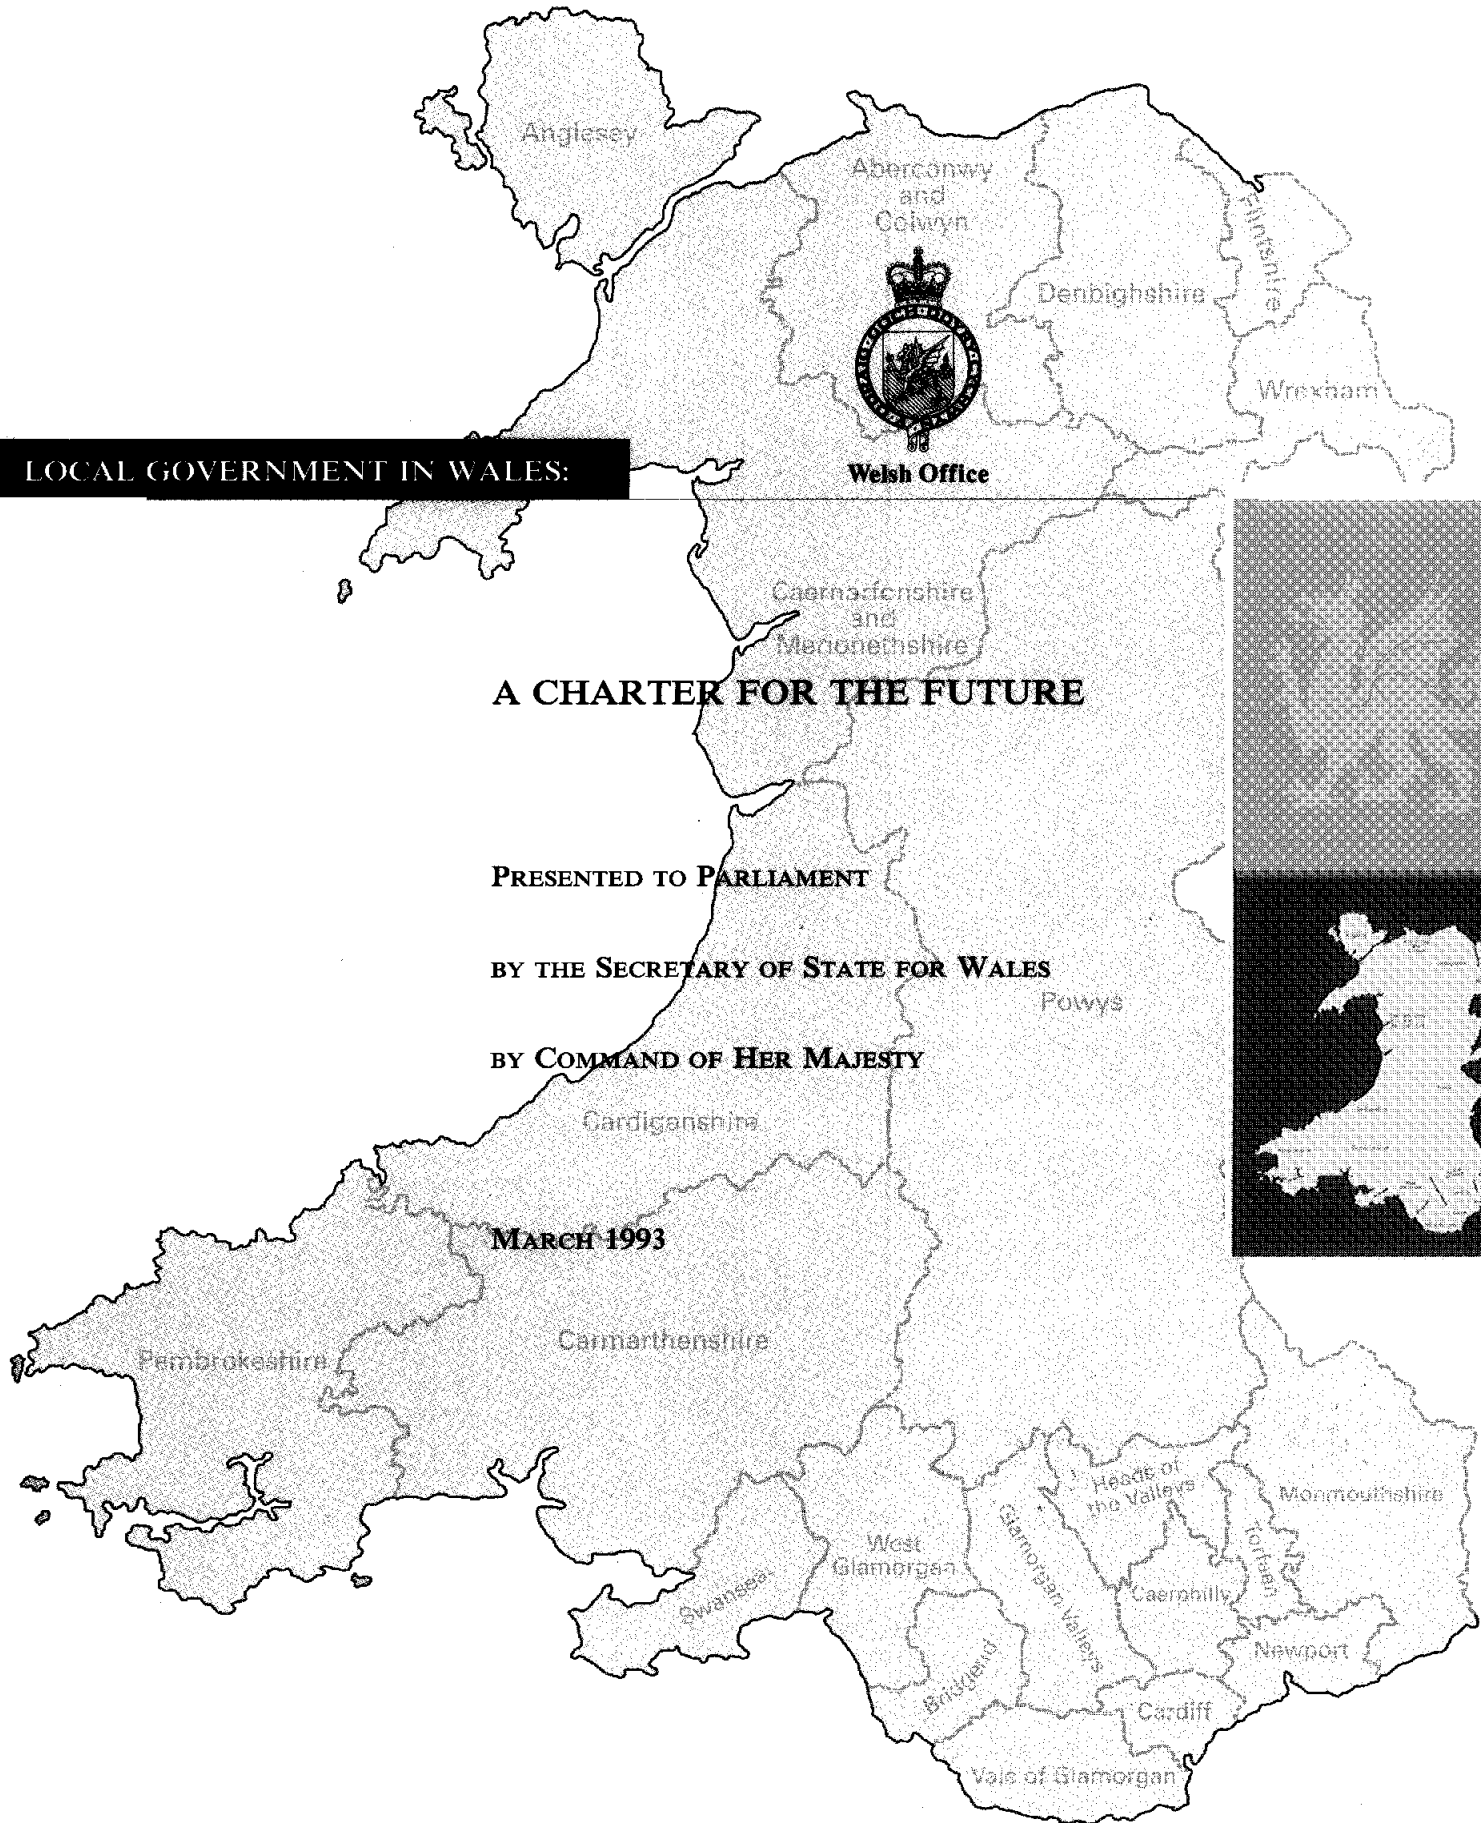 Anglesey
Aberconwy
and
Colwyn
Flintshire
Denbighshire
Wrexham
LOCAL GOVERNMENT IN WALES:
Welsh Office
Caernarfonshire
and
Merionethshire
A CHARTER FOR THE FUTURE
PRESENTED TO PARLIAMENT
BY THE SECRETARY OF STATE FOR WALES
Powys
BY COMMAND OF HER MAJESTY
Cardiganshire
MARCH 1993
Carmarthenshire
Pembrokeshire
Heads of
the Valleys
Monmouthshire
West
Glamorgan
Glamorgan Valleys
Torfaen
Caerphilly
Swansea
Newport
Bridgend
Cardiff
Vale of Glamorgan